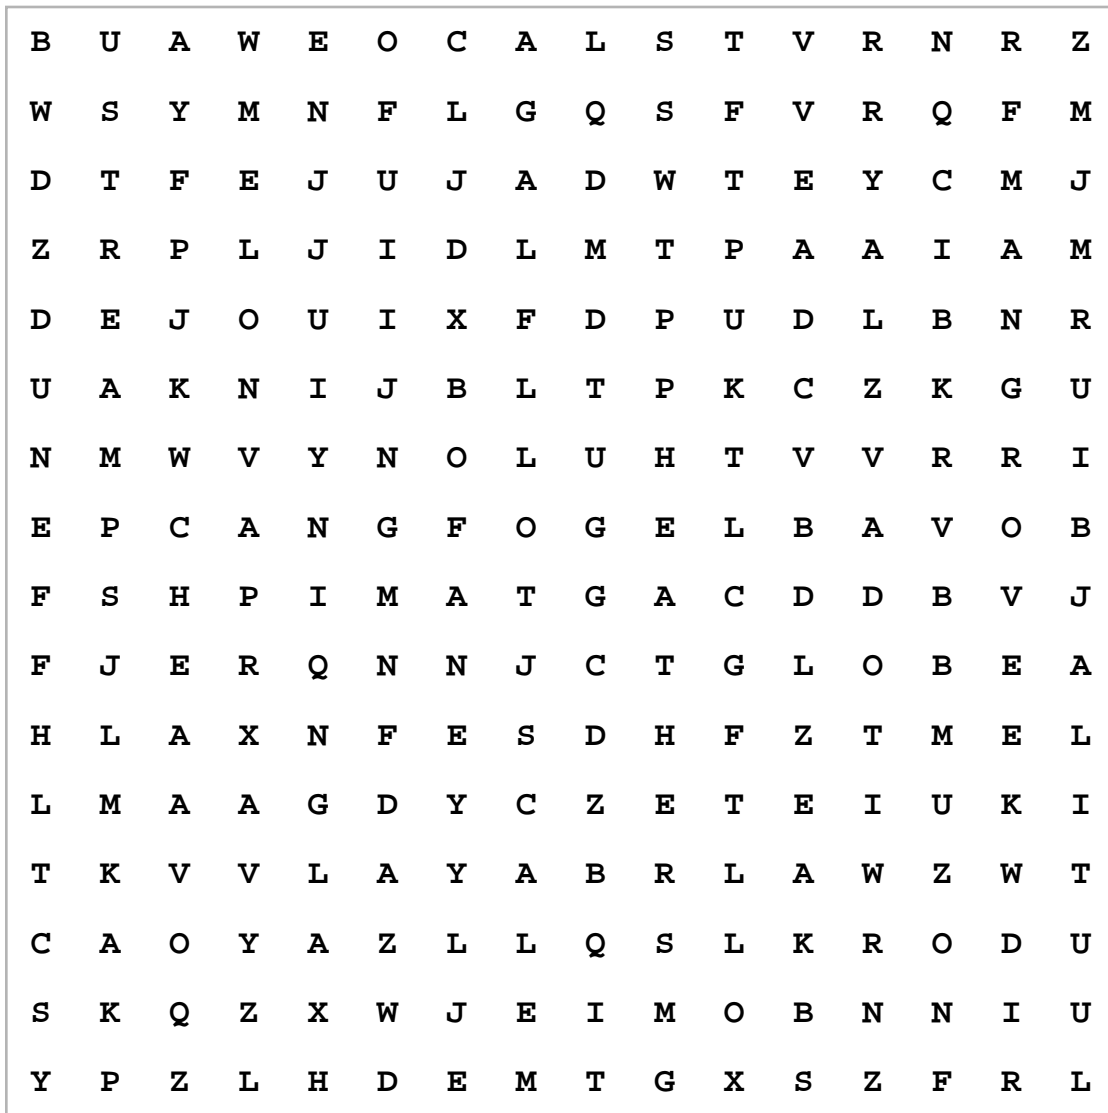 B U A W E O C A L S T V R N R Z
W S Y M N F L G Q S F V R Q F M
D T F E J U J A D W T E Y C M J
Z R P L J I D L M T P A A I A M
D E J O U I X F D P U D L B N R
U A K N I J B L T P K C Z K G U
N M W V Y N O L U H T V V R R I
E P C A N G F O G E L B A V O B
F S H P I M A T G A C D D B V J
F J E R Q N N J C T G L O B E A
H L A X N F E S D H F Z T M E L
L M A A G D Y C Z E T E I U K I
T K V V L A Y A B R L A W Z W T
C A O Y A Z L L Q S L K R O D U
S K Q Z X W J E I M O B N N I U
Y P Z L H D E M T G X S Z F R L